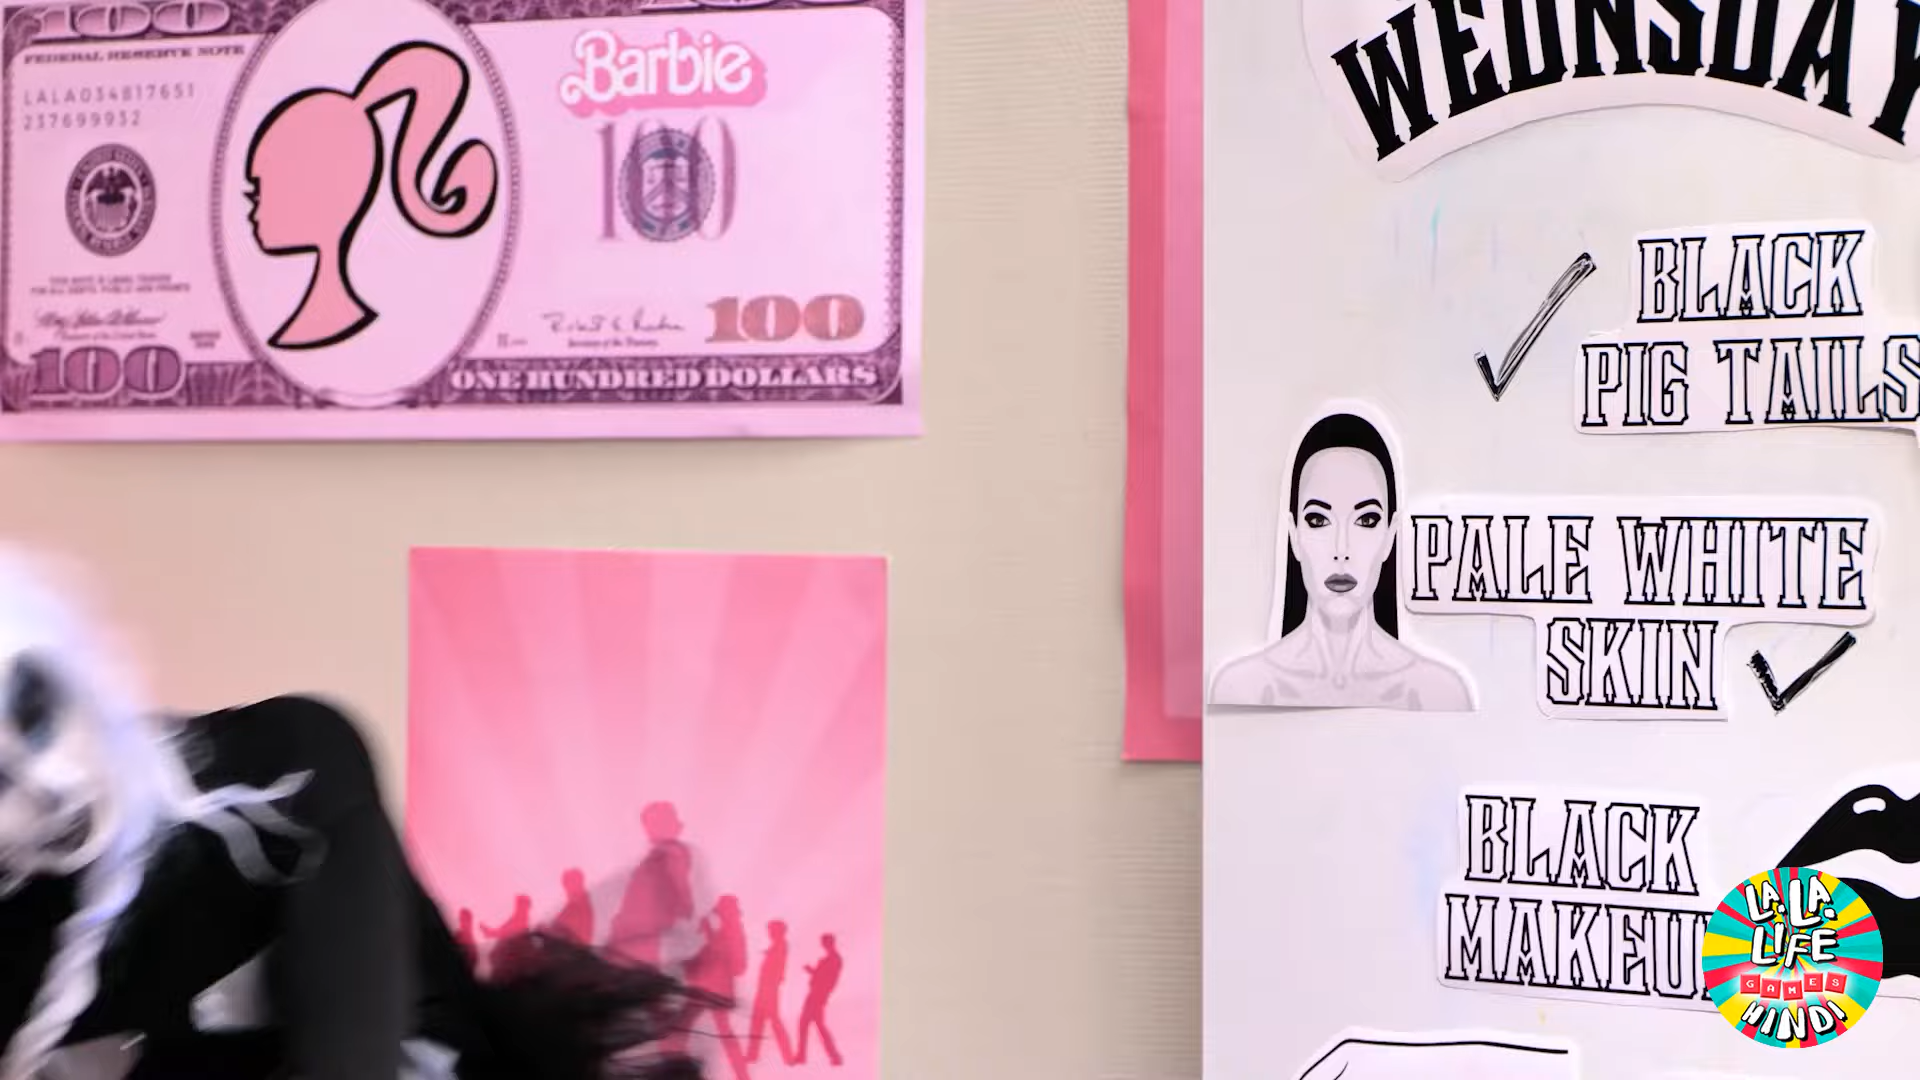 100
FEDERAL RESERVE NOTE
LALA034817651
237699932
Barbie
100
100
100
ONE HUNDRED DOLLARS
WEDNSDAY
BLACK
PIG TAILS
PALE WHITE
SKIN
BLACK
MAKEU
LA. LA.
LIFE
GAMES
HINDI